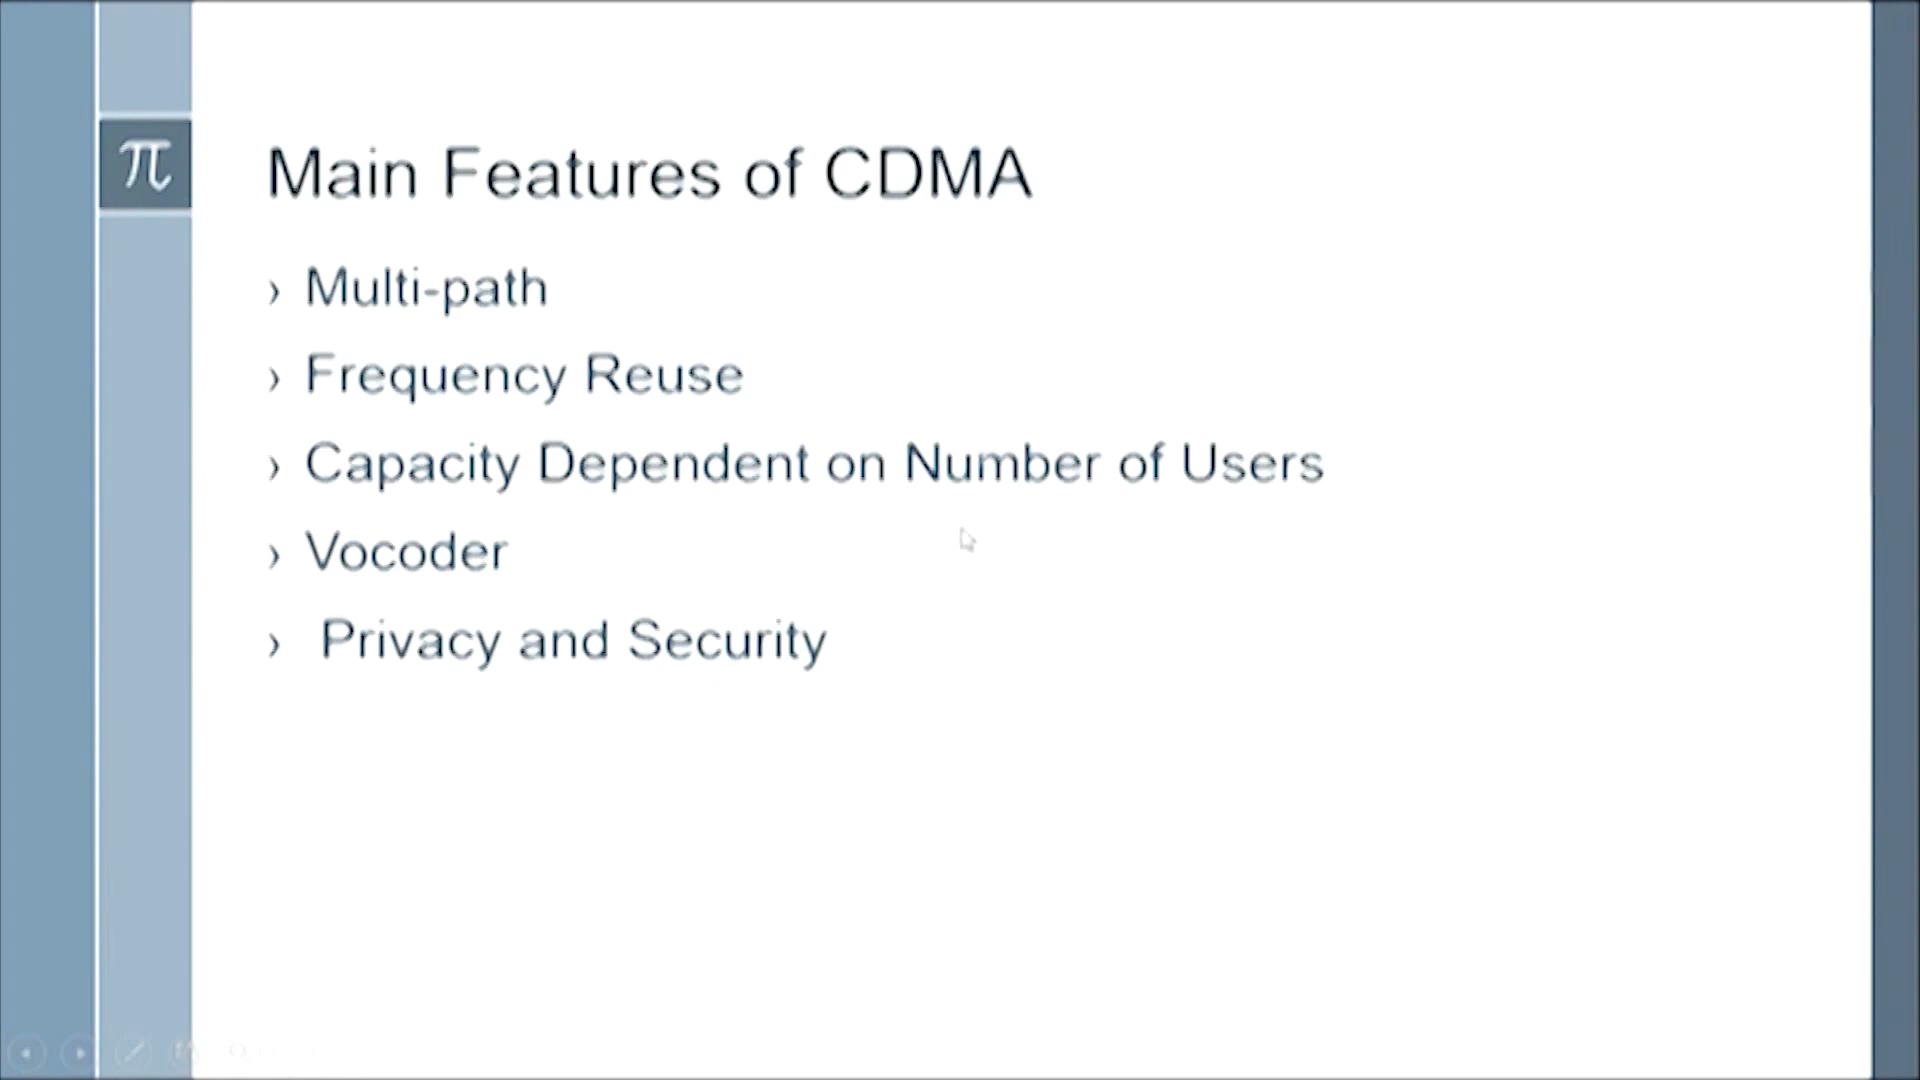 π
Main Features of CDMA
› Multi-path
› Frequency Reuse
› Capacity Dependent on Number of Users
› Vocoder
› Privacy and Security